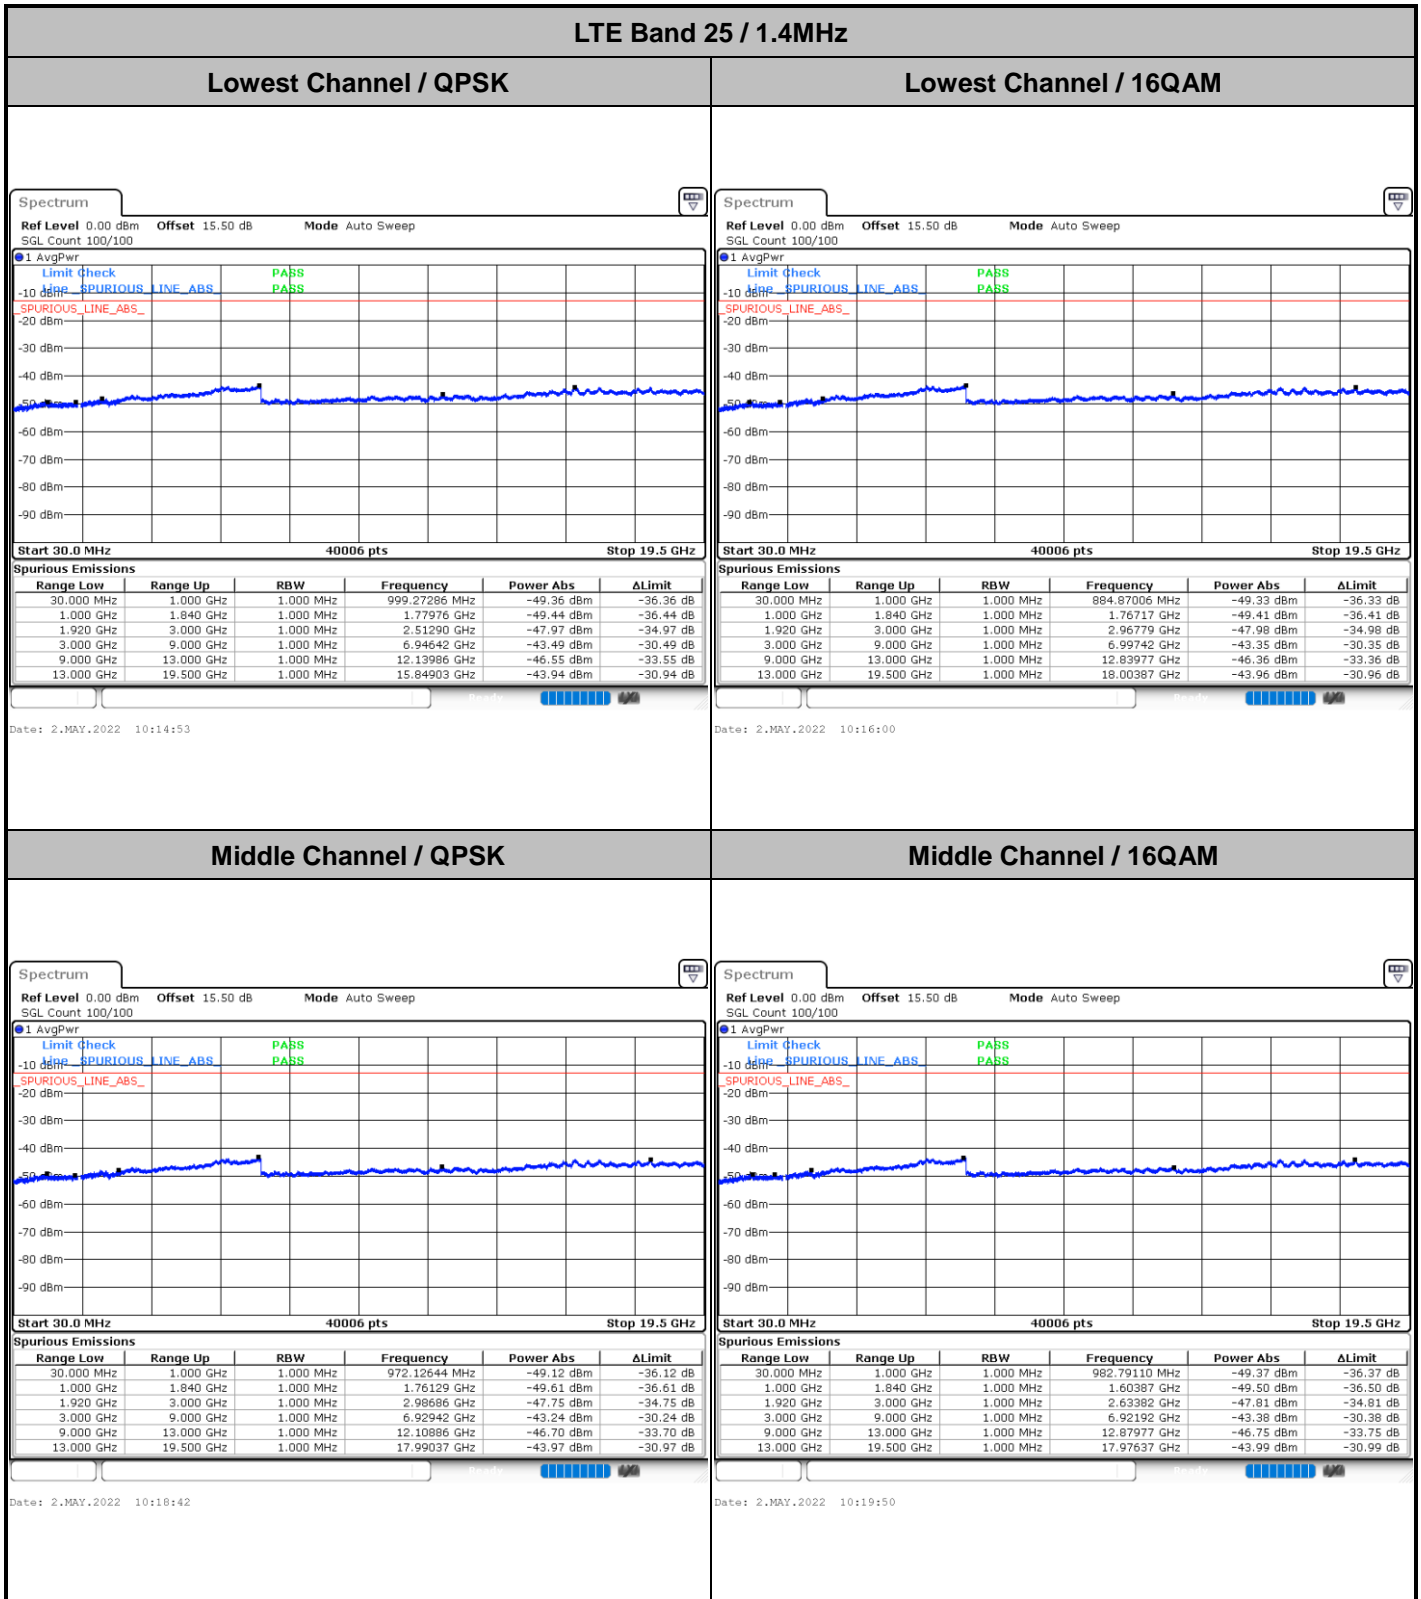 LTE Band 25 / 1.4MHz
Lowest Channel / QPSK
Lowest Channel / 16QAM
Spectrum
Ref Level 0.00 dBm Offset 15.50 dB Mode Auto Sweep
SGL Count 100/100
1 AvgPwr
Limit Check PASS
Line _SPURIOUS_LINE_ABS_ PASS
-10 dBm
_SPURIOUS_LINE_ABS_
-20 dBm
-30 dBm
-40 dBm
-50 dBm
-60 dBm
-70 dBm
-80 dBm
-90 dBm
Start 30.0 MHz 40006 pts Stop 19.5 GHz
Spurious Emissions
Range Low Range Up RBW Frequency Power Abs ΔLimit
30.000 MHz 1.000 GHz 1.000 MHz 999.27286 MHz -49.36 dBm -36.36 dB
1.000 GHz 1.840 GHz 1.000 MHz 1.77976 GHz -49.44 dBm -36.44 dB
1.920 GHz 3.000 GHz 1.000 MHz 2.51290 GHz -47.97 dBm -34.97 dB
3.000 GHz 9.000 GHz 1.000 MHz 6.94642 GHz -43.49 dBm -30.49 dB
9.000 GHz 13.000 GHz 1.000 MHz 12.13986 GHz -46.55 dBm -33.55 dB
13.000 GHz 19.500 GHz 1.000 MHz 15.84903 GHz -43.94 dBm -30.94 dB
Ready
Date: 2.MAY.2022 10:14:53
Spectrum
Ref Level 0.00 dBm Offset 15.50 dB Mode Auto Sweep
SGL Count 100/100
1 AvgPwr
Limit Check PASS
Line _SPURIOUS_LINE_ABS_ PASS
-10 dBm
_SPURIOUS_LINE_ABS_
-20 dBm
-30 dBm
-40 dBm
-50 dBm
-60 dBm
-70 dBm
-80 dBm
-90 dBm
Start 30.0 MHz 40006 pts Stop 19.5 GHz
Spurious Emissions
Range Low Range Up RBW Frequency Power Abs ΔLimit
30.000 MHz 1.000 GHz 1.000 MHz 884.87006 MHz -49.33 dBm -36.33 dB
1.000 GHz 1.840 GHz 1.000 MHz 1.76717 GHz -49.41 dBm -36.41 dB
1.920 GHz 3.000 GHz 1.000 MHz 2.96779 GHz -47.98 dBm -34.98 dB
3.000 GHz 9.000 GHz 1.000 MHz 6.99742 GHz -43.35 dBm -30.35 dB
9.000 GHz 13.000 GHz 1.000 MHz 12.83977 GHz -46.36 dBm -33.36 dB
13.000 GHz 19.500 GHz 1.000 MHz 18.00387 GHz -43.96 dBm -30.96 dB
Ready
Date: 2.MAY.2022 10:16:00
Middle Channel / QPSK
Middle Channel / 16QAM
Spectrum
Ref Level 0.00 dBm Offset 15.50 dB Mode Auto Sweep
SGL Count 100/100
1 AvgPwr
Limit Check PASS
Line _SPURIOUS_LINE_ABS_ PASS
-10 dBm
_SPURIOUS_LINE_ABS_
-20 dBm
-30 dBm
-40 dBm
-50 dBm
-60 dBm
-70 dBm
-80 dBm
-90 dBm
Start 30.0 MHz 40006 pts Stop 19.5 GHz
Spurious Emissions
Range Low Range Up RBW Frequency Power Abs ΔLimit
30.000 MHz 1.000 GHz 1.000 MHz 972.12644 MHz -49.12 dBm -36.12 dB
1.000 GHz 1.840 GHz 1.000 MHz 1.76129 GHz -49.61 dBm -36.61 dB
1.920 GHz 3.000 GHz 1.000 MHz 2.98686 GHz -47.75 dBm -34.75 dB
3.000 GHz 9.000 GHz 1.000 MHz 6.92942 GHz -43.24 dBm -30.24 dB
9.000 GHz 13.000 GHz 1.000 MHz 12.10886 GHz -46.70 dBm -33.70 dB
13.000 GHz 19.500 GHz 1.000 MHz 17.99037 GHz -43.97 dBm -30.97 dB
Ready
Date: 2.MAY.2022 10:18:42
Spectrum
Ref Level 0.00 dBm Offset 15.50 dB Mode Auto Sweep
SGL Count 100/100
1 AvgPwr
Limit Check PASS
Line _SPURIOUS_LINE_ABS_ PASS
-10 dBm
_SPURIOUS_LINE_ABS_
-20 dBm
-30 dBm
-40 dBm
-50 dBm
-60 dBm
-70 dBm
-80 dBm
-90 dBm
Start 30.0 MHz 40006 pts Stop 19.5 GHz
Spurious Emissions
Range Low Range Up RBW Frequency Power Abs ΔLimit
30.000 MHz 1.000 GHz 1.000 MHz 982.79110 MHz -49.37 dBm -36.37 dB
1.000 GHz 1.840 GHz 1.000 MHz 1.60387 GHz -49.50 dBm -36.50 dB
1.920 GHz 3.000 GHz 1.000 MHz 2.63382 GHz -47.81 dBm -34.81 dB
3.000 GHz 9.000 GHz 1.000 MHz 6.92192 GHz -43.38 dBm -30.38 dB
9.000 GHz 13.000 GHz 1.000 MHz 12.87977 GHz -46.75 dBm -33.75 dB
13.000 GHz 19.500 GHz 1.000 MHz 17.97637 GHz -43.99 dBm -30.99 dB
Ready
Date: 2.MAY.2022 10:19:50